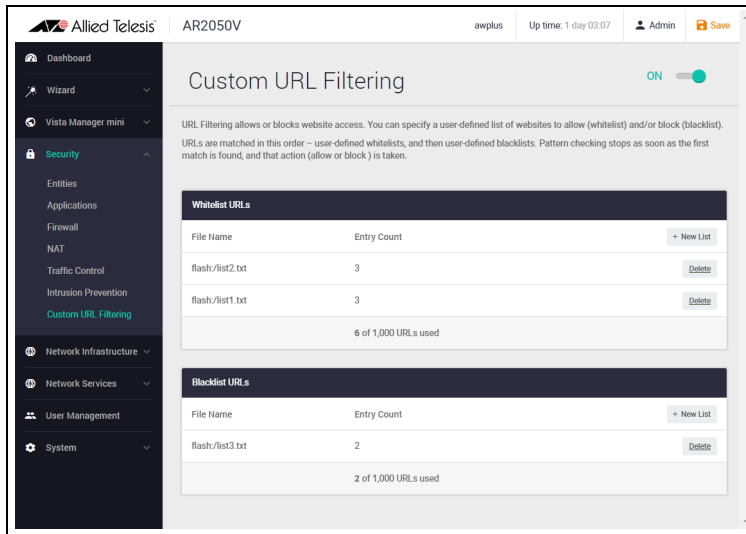 Allied Telesis
AR2050V
awplus
Up time: 1 day 03:07
Admin
Save
Dashboard
Wizard
Vista Manager mini
Security
Entities
Applications
Firewall
NAT
Traffic Control
Intrusion Prevention
Custom URL Filtering
Network Infrastructure
Network Services
User Management
System
Custom URL Filtering
ON
URL Filtering allows or blocks website access. You can specify a user-defined list of websites to allow (whitelist) and/or block (blacklist).
URLs are matched in this order – user-defined whitelists, and then user-defined blacklists. Pattern checking stops as soon as the first
match is found, and that action (allow or block ) is taken.
Whitelist URLs
File Name Entry Count + New List
flash:/list2.txt 3 Delete
flash:/list1.txt 3 Delete
6 of 1,000 URLs used
Blacklist URLs
File Name Entry Count + New List
flash:/list3.txt 2 Delete
2 of 1,000 URLs used